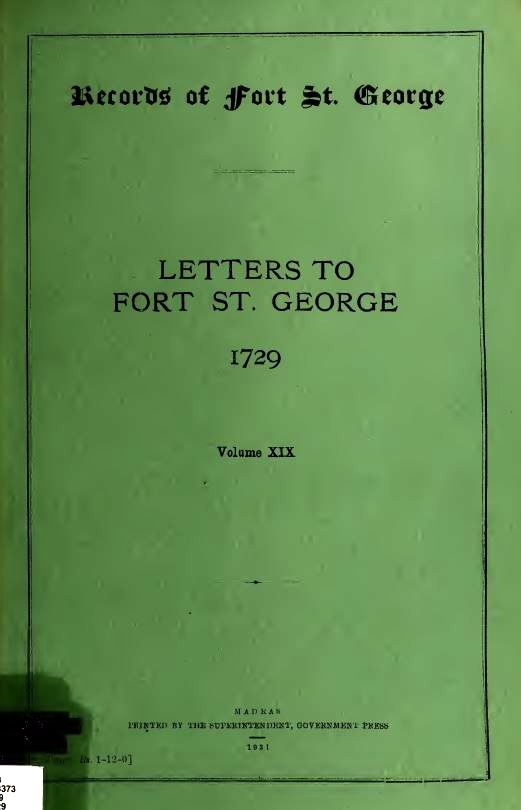 Records of Fort St. George
LETTERS TO
FORT ST. GEORGE
1729
Volume XIX
MADRAS
PRINTED BY THE SUPERINTENDENT, GOVERNMENT PRESS
1931
Rs. 1-12-0]
373
9